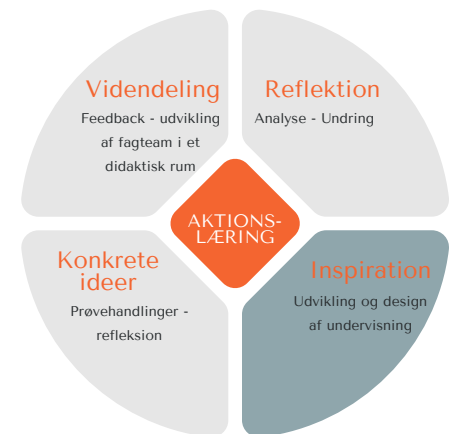 Videndeling
Feedback - udvikling
af fagteam i et
didaktisk rum
Reflektion
Analyse - Undring
AKTIONS-
LÆRING
Konkrete
ideer
Prøvehandlinger -
refleksion
Inspiration
Udvikling og design
af undervisning